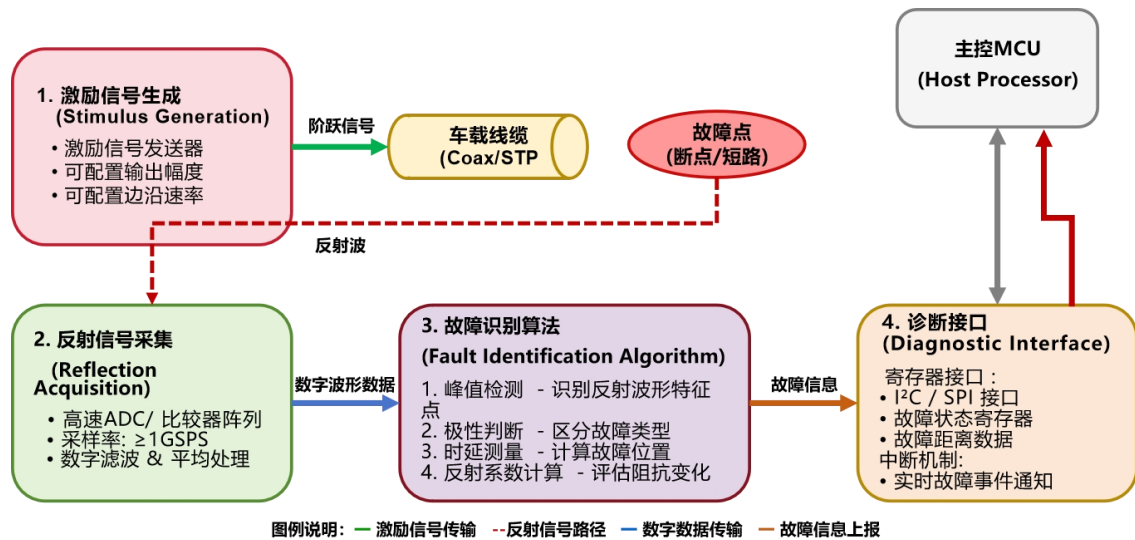 1. 激励信号生成
(Stimulus Generation)
• 激励信号发送器
• 可配置输出幅度
• 可配置边沿速率
阶跃信号
车载线缆
(Coax/STP
故障点
(断点/短路)
主控MCU
(Host Processor)
反射波
2. 反射信号采集
(Reflection
Acquisition)
• 高速ADC/ 比较器阵列
• 采样率: ≥1GSPS
• 数字滤波 & 平均处理
数字波形数据
3. 故障识别算法
(Fault Identification Algorithm)
1. 峰值检测 - 识别反射波形特征
点
2. 极性判断 - 区分故障类型
3. 时延测量 - 计算故障位置
4. 反射系数计算 - 评估阻抗变化
故障信息
4. 诊断接口
(Diagnostic Interface)
寄存器接口：
• I²C / SPI 接口
• 故障状态寄存器
• 故障距离数据
中断机制:
• 实时故障事件通知
图例说明： 激励信号传输 反射信号路径 数字数据传输 故障信息上报